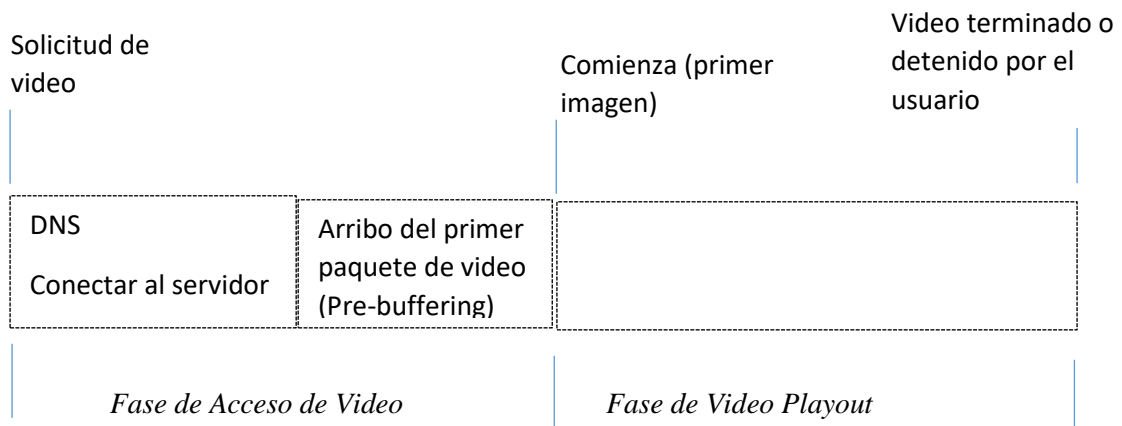 Solicitud de
video
Comienza (primer
imagen)
Video terminado o
detenido por el
usuario
DNS
Conectar al servidor
Arribo del primer
paquete de video
(Pre-buffering)
Fase de Acceso de Video
Fase de Video Playout